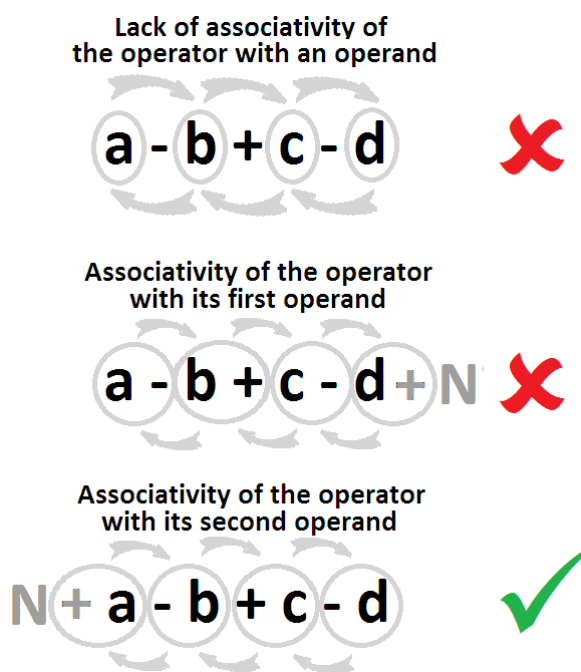 Lack of associativity of
the operator with an operand
a - b + c - d
Associativity of the operator
with its first operand
a - b + c - d + N
Associativity of the operator
with its second operand
N + a - b + c - d